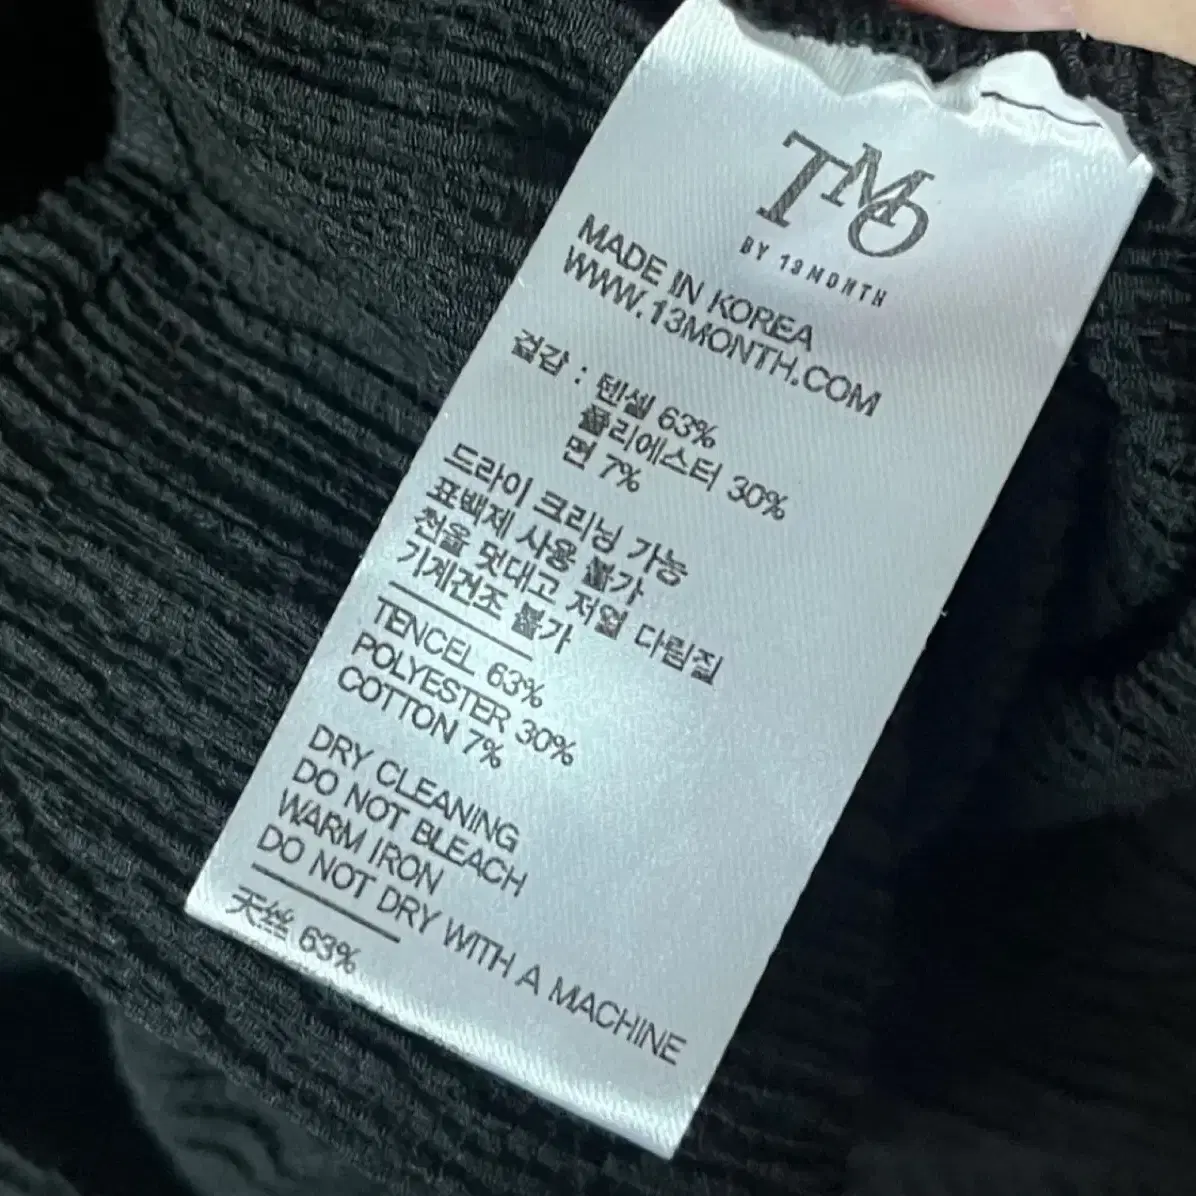 TMO
BY 13MONTH
MADE IN KOREA
WWW.13MONTH.COM
겉감 : 텐셀 63%
폴리에스터 30%
면 7%
드라이 크리닝 가능
표백제 사용 불가
천을 덧대고 저열 다림질
기계건조 불가
TENCEL 63%
POLYESTER 30%
COTTON 7%
DRY CLEANING
DO NOT BLEACH
WARM IRON
DO NOT DRY WITH A MACHINE
天丝 63%